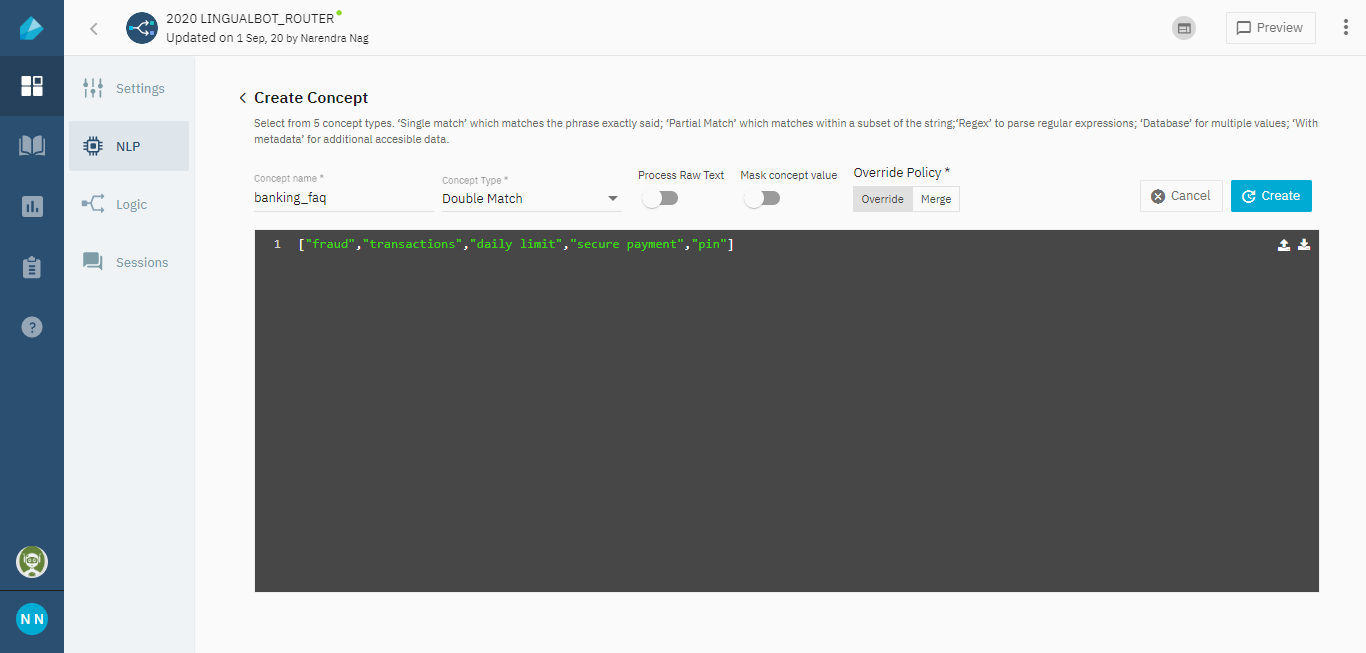 2020 LINGUALBOT_ROUTER
Updated on 1 Sep, 20 by Narendra Nag
Preview
Settings
NLP
Logic
Sessions
Create Concept
Select from 5 concept types. ‘Single match’ which matches the phrase exactly said; ‘Partial Match’ which matches within a subset of the string;‘Regex’ to parse regular expressions; ‘Database’ for multiple values; ‘With
metadata’ for additional accesible data.
Concept name *
banking_faq
Concept Type *
Double Match
Process Raw Text
Mask concept value
Override Policy *
Override
Merge
Cancel
Create
1 ["fraud","transactions","daily limit","secure payment","pin"]
?
N N